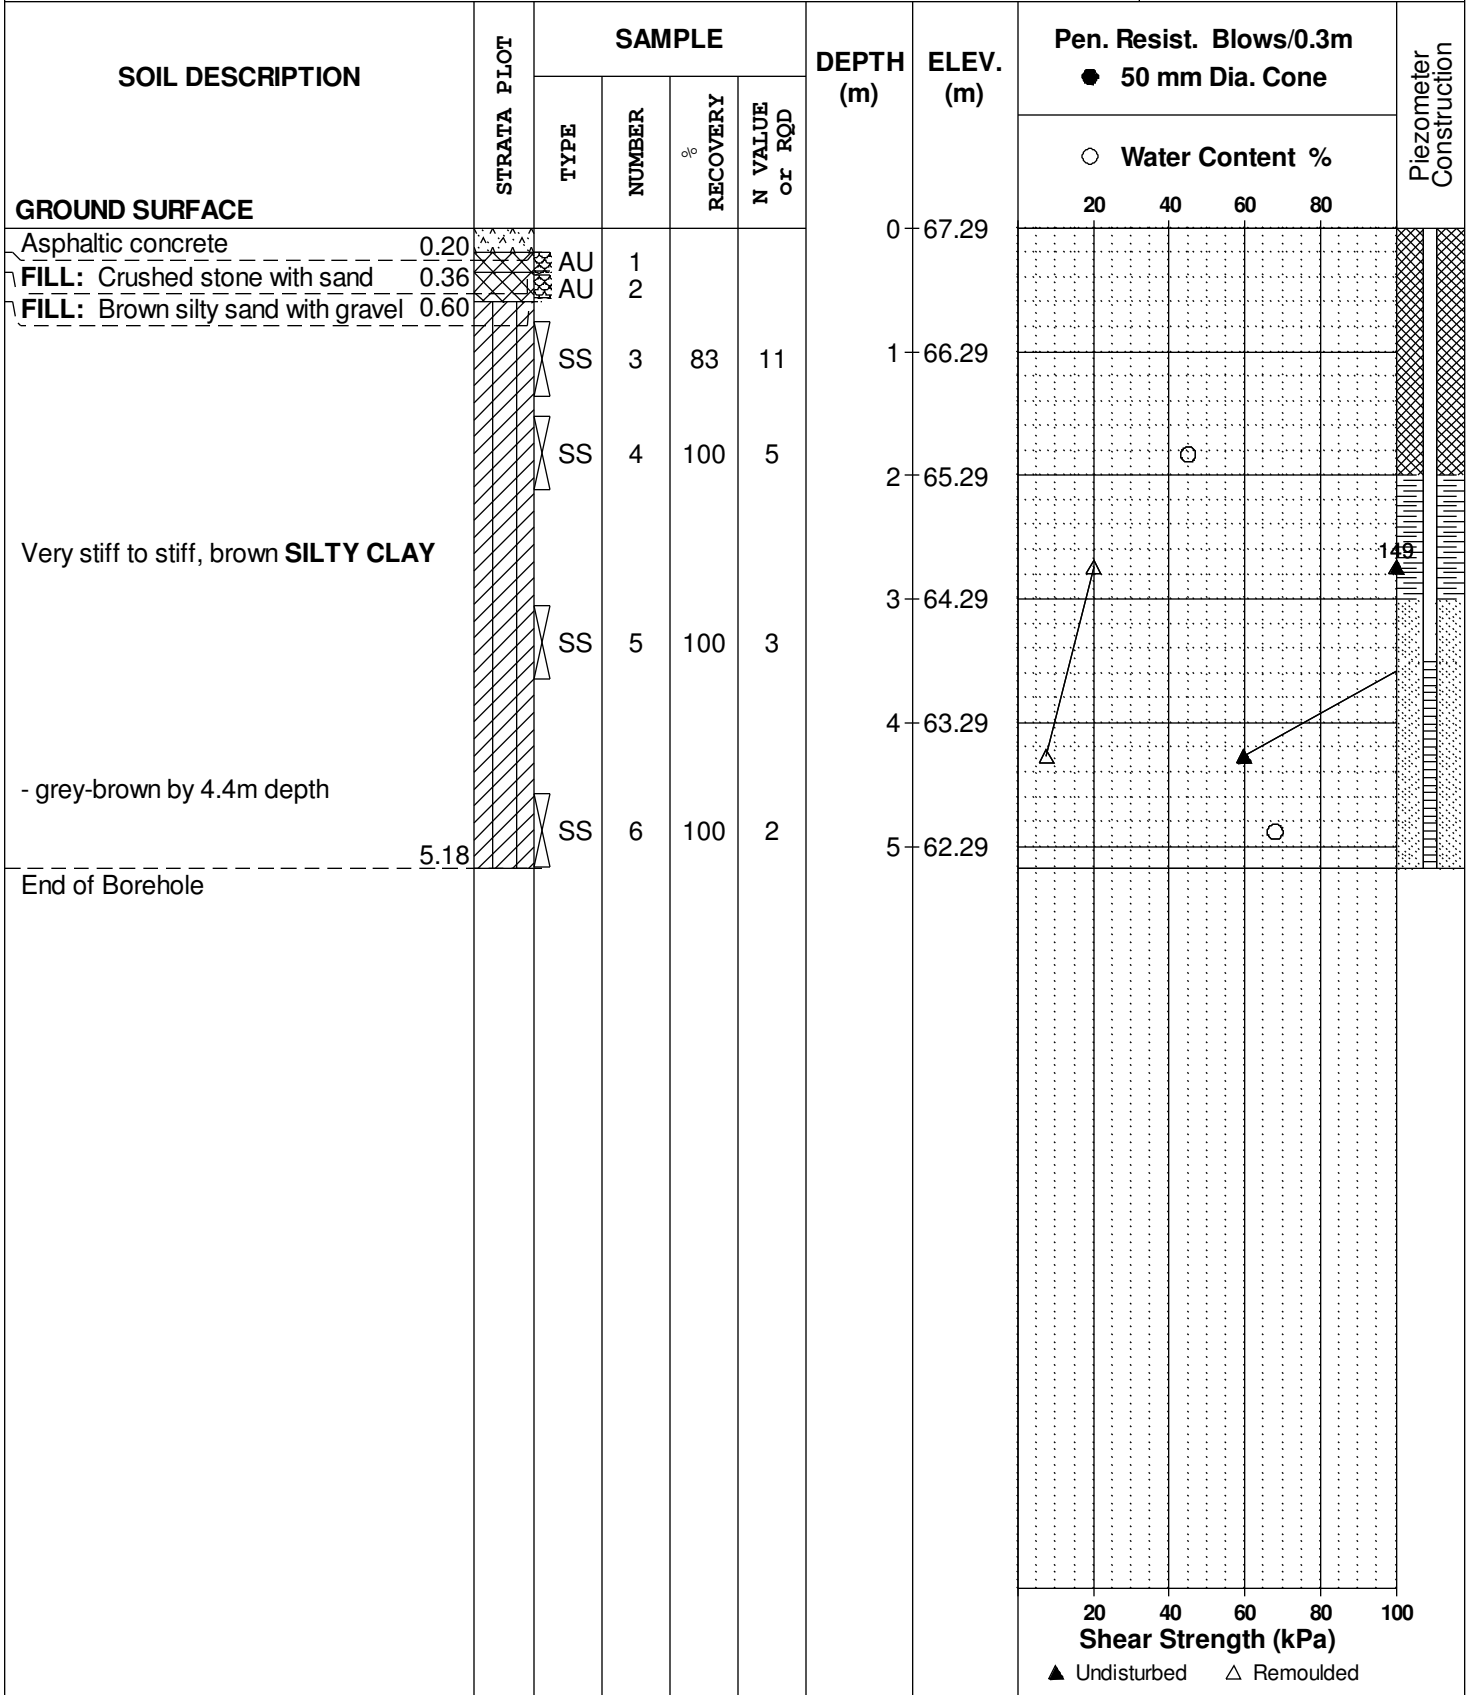 SOIL DESCRIPTION
GROUND SURFACE
STRATA PLOT
SAMPLE
TYPE
NUMBER
% RECOVERY
N VALUE
or RQD
DEPTH
(m)
ELEV.
(m)
Pen. Resist. Blows/0.3m
● 50 mm Dia. Cone
○ Water Content %
20 40 60 80
Piezometer
Construction
0 67.29
Asphaltic concrete 0.20
FILL: Crushed stone with sand 0.36
FILL: Brown silty sand with gravel 0.60
AU 1
AU 2
SS 3 83 11
1 66.29
SS 4 100 5
2 65.29
Very stiff to stiff, brown SILTY CLAY
149
3 64.29
SS 5 100 3
4 63.29
- grey-brown by 4.4m depth
SS 6 100 2
5 62.29
5.18
End of Borehole
20 40 60 80 100
Shear Strength (kPa)
▲ Undisturbed △ Remoulded